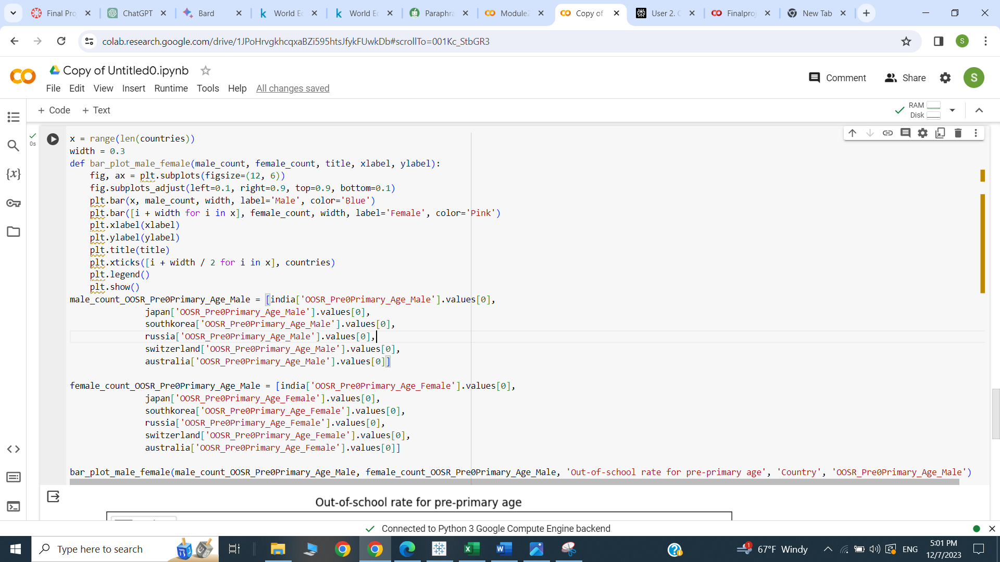 Final Pro
ChatGPT
Bard
World Ec
World Ec
Paraphra
Module2
Copy of
User 2. C
Finalproj
New Tab
colab.research.google.com/drive/1JPoHrvgkhcqxaBZi595htsJfykFUwkDb#scrollTo=001Kc_StbGR3
S
Copy of Untitled0.ipynb
Comment
Share
S
File Edit View Insert Runtime Tools Help All changes saved
+ Code + Text
RAM
Disk
0s
x = range(len(countries))
width = 0.3
def bar_plot_male_female(male_count, female_count, title, xlabel, ylabel):
    fig, ax = plt.subplots(figsize=(12, 6))
    fig.subplots_adjust(left=0.1, right=0.9, top=0.9, bottom=0.1)
    plt.bar(x, male_count, width, label='Male', color='Blue')
    plt.bar([i + width for i in x], female_count, width, label='Female', color='Pink')
    plt.xlabel(xlabel)
    plt.ylabel(ylabel)
    plt.title(title)
    plt.xticks([i + width / 2 for i in x], countries)
    plt.legend()
    plt.show()
male_count_OOSR_Pre0Primary_Age_Male = [india['OOSR_Pre0Primary_Age_Male'].values[0],
               japan['OOSR_Pre0Primary_Age_Male'].values[0],
               southkorea['OOSR_Pre0Primary_Age_Male'].values[0],
               russia['OOSR_Pre0Primary_Age_Male'].values[0],
               switzerland['OOSR_Pre0Primary_Age_Male'].values[0],
               australia['OOSR_Pre0Primary_Age_Male'].values[0]]
female_count_OOSR_Pre0Primary_Age_Male = [india['OOSR_Pre0Primary_Age_Female'].values[0],
               japan['OOSR_Pre0Primary_Age_Female'].values[0],
               southkorea['OOSR_Pre0Primary_Age_Female'].values[0],
               russia['OOSR_Pre0Primary_Age_Female'].values[0],
               switzerland['OOSR_Pre0Primary_Age_Female'].values[0],
               australia['OOSR_Pre0Primary_Age_Female'].values[0]]
bar_plot_male_female(male_count_OOSR_Pre0Primary_Age_Male, female_count_OOSR_Pre0Primary_Age_Male, 'Out-of-school rate for pre-primary age', 'Country', 'OOSR_Pre0Primary_Age_Male')
Out-of-school rate for pre-primary age
Connected to Python 3 Google Compute Engine backend
Type here to search
1
67°F Windy
ENG
5:01 PM
12/7/2023